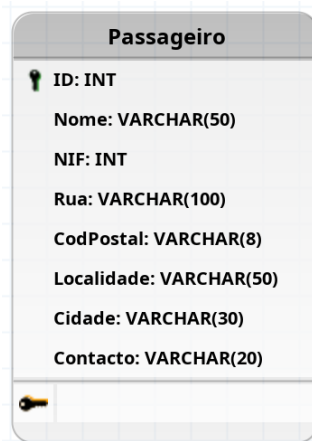 Passageiro
ID: INT
Nome: VARCHAR(50)
NIF: INT
Rua: VARCHAR(100)
CodPostal: VARCHAR(8)
Localidade: VARCHAR(50)
Cidade: VARCHAR(30)
Contacto: VARCHAR(20)